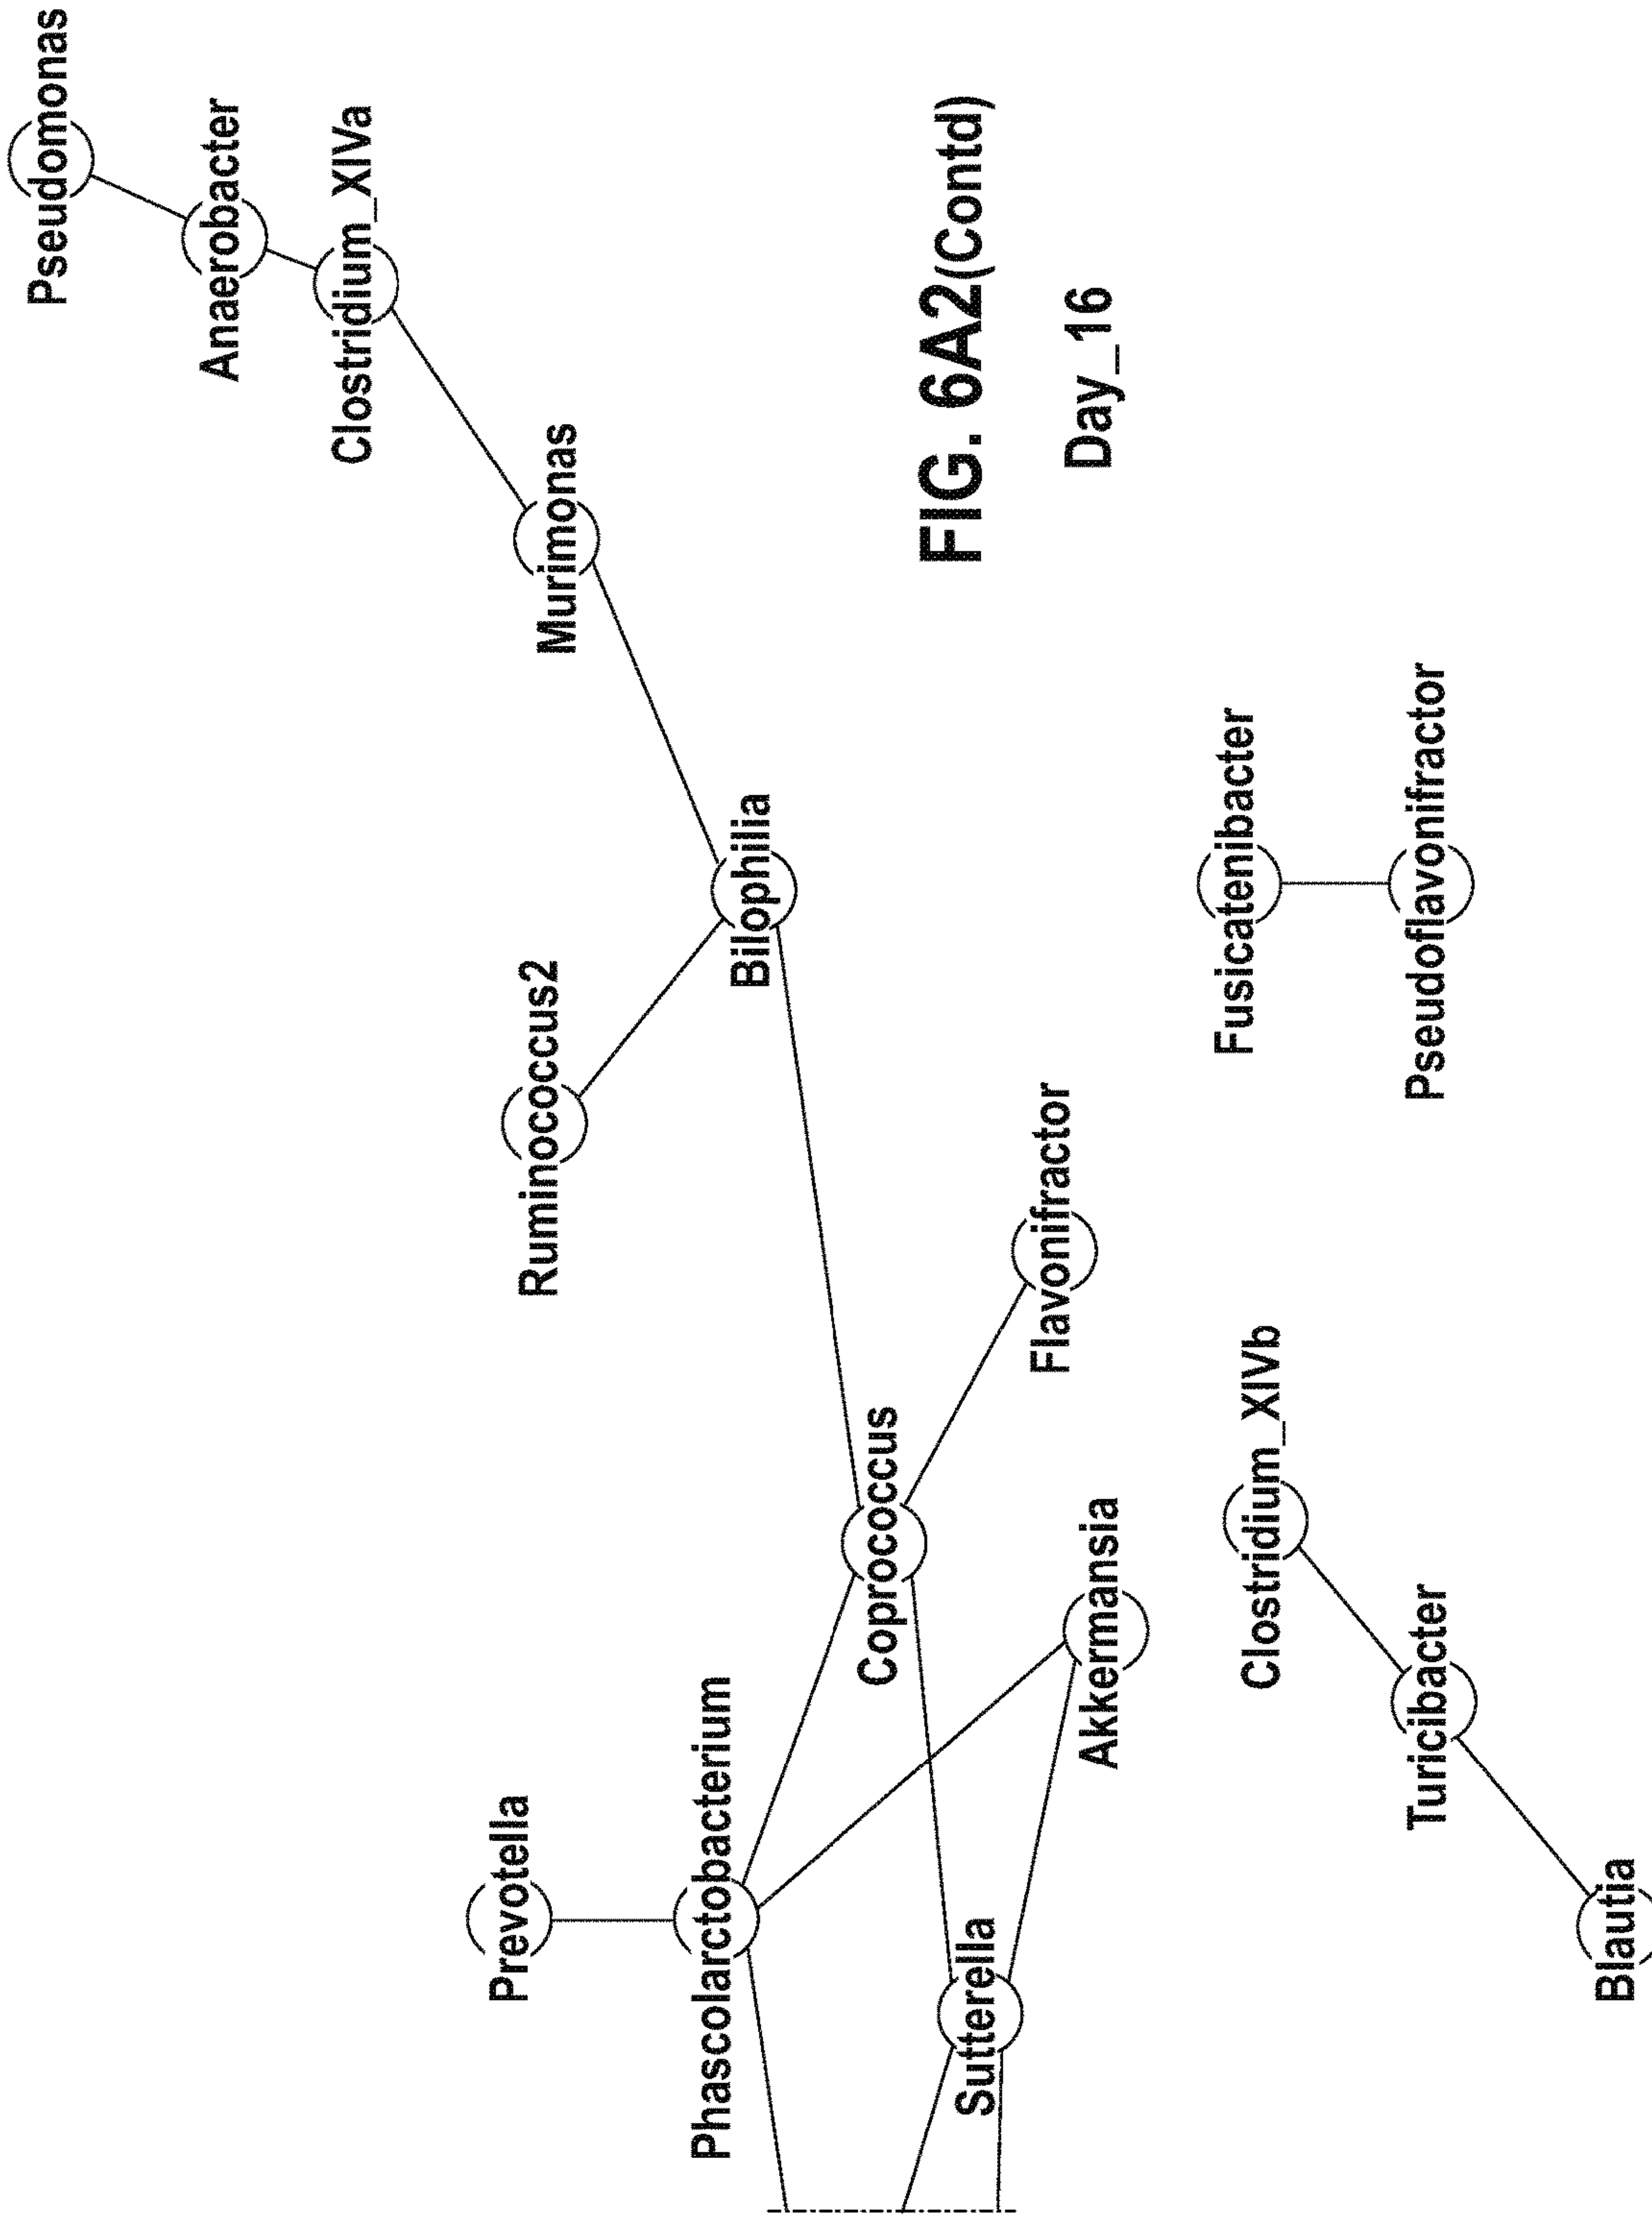 Pseudomonas
Anaerobacter
Clostridium_XIVa
Murimonas
Ruminococcus2
Bilophilia
Prevotella
Phascolarctobacterium
Coprococcus
Flavonifractor
Sutterella
Akkermansia
Clostridium_XIVb
Turicibacter
Blautia
Fusicatenibacter
Pseudoflavonifractor
FIG. 6A2(Contd)
Day_16